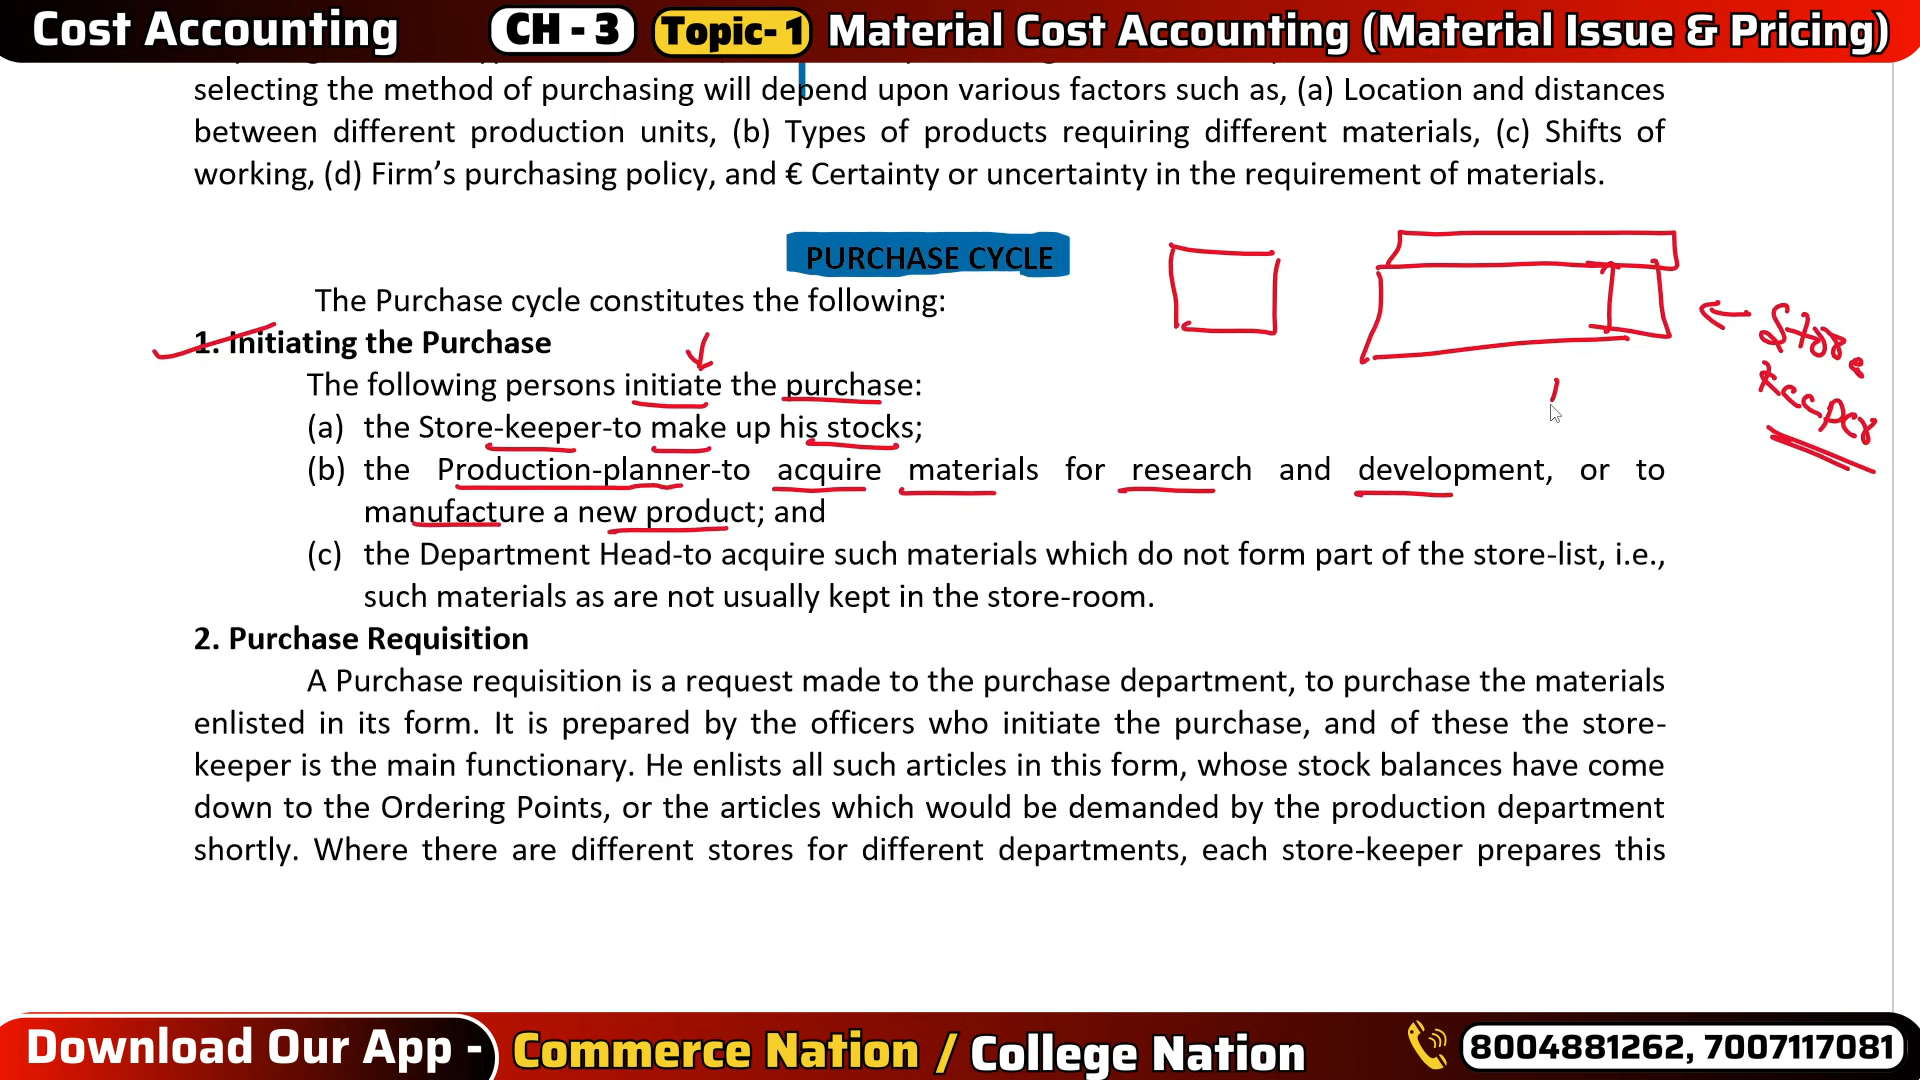 Cost Accounting CH - 3 Topic- 1 Material Cost Accounting (Material Issue & Pricing)
selecting the method of purchasing will depend upon various factors such as, (a) Location and distances
between different production units, (b) Types of products requiring different materials, (c) Shifts of
working, (d) Firm's purchasing policy, and € Certainty or uncertainty in the requirement of materials.
PURCHASE CYCLE
The Purchase cycle constitutes the following:
1. Initiating the Purchase
The following persons initiate the purchase:
(a) the Store-keeper-to make up his stocks;
(b) the Production-planner-to acquire materials for research and development, or to
manufacture a new product; and
(c) the Department Head-to acquire such materials which do not form part of the store-list, i.e.,
such materials as are not usually kept in the store-room.
Store
Keeper
2. Purchase Requisition
A Purchase requisition is a request made to the purchase department, to purchase the materials
enlisted in its form. It is prepared by the officers who initiate the purchase, and of these the store-
keeper is the main functionary. He enlists all such articles in this form, whose stock balances have come
down to the Ordering Points, or the articles which would be demanded by the production department
shortly. Where there are different stores for different departments, each store-keeper prepares this
Download Our App - Commerce Nation / College Nation 8004881262, 7007117081